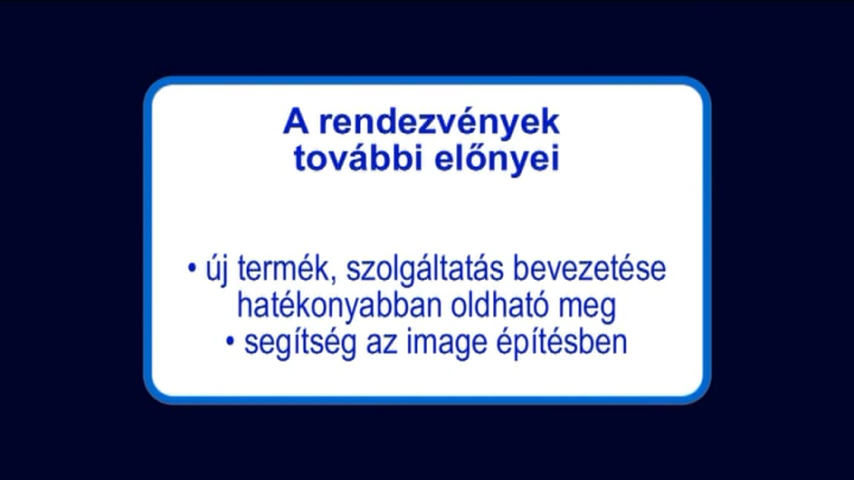 A rendezvények
további előnyei
• új termék, szolgáltatás bevezetése
hatékonyabban oldható meg
• segítség az image építésben